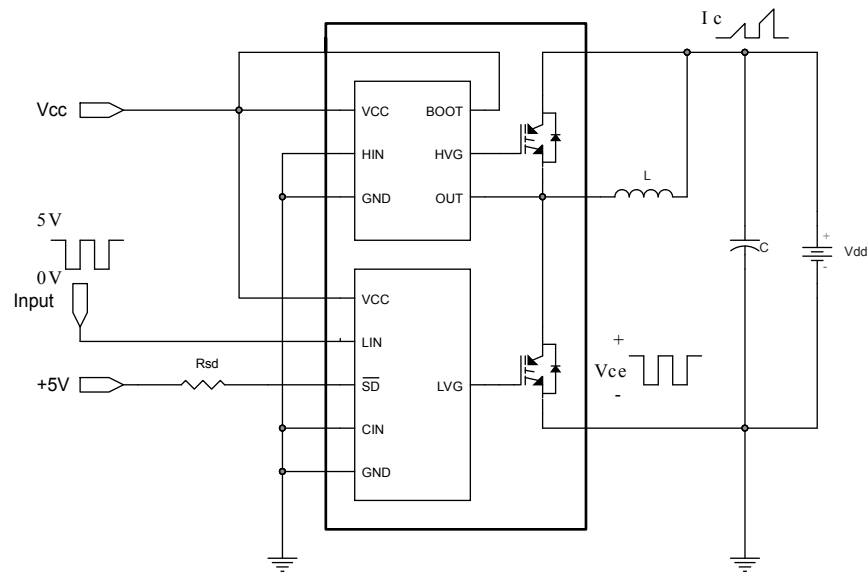 Ic
Vcc
VCC
BOOT
HIN
HVG
GND
OUT
L
5V
0V
Input
VCC
LIN
+5V
Rsd
SD
LVG
CIN
GND
+
Vce
-
C
+
-
Vdd